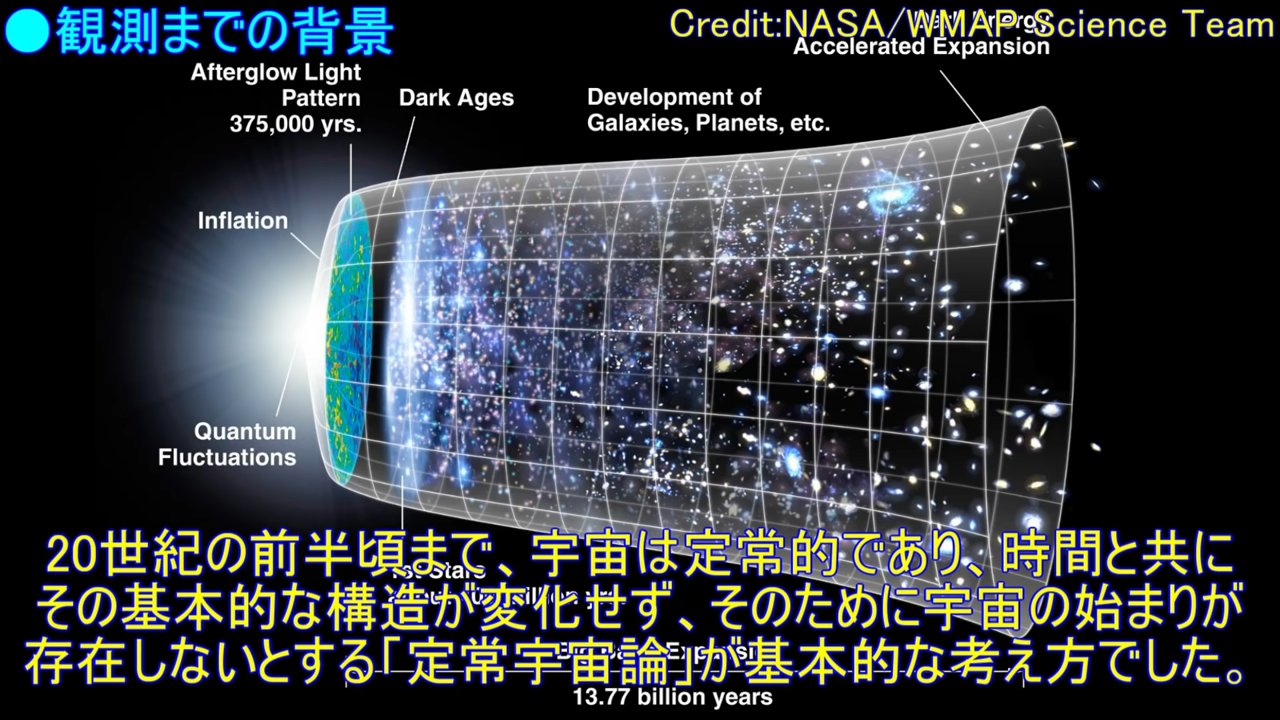 ●観測までの背景
Credit:NASA/WMAP Science Team
Accelerated Expansion
Afterglow Light
Pattern
375,000 yrs.
Dark Ages
Development of
Galaxies, Planets, etc.
Inflation
Quantum
Fluctuations
1st Stars
20世紀の前半頃まで、宇宙は定常的であり、時間と共に
その基本的な構造が変化せず、そのために宇宙の始まりが
存在しないとする「定常宇宙論」が基本的な考え方でした。
13.77 billion years